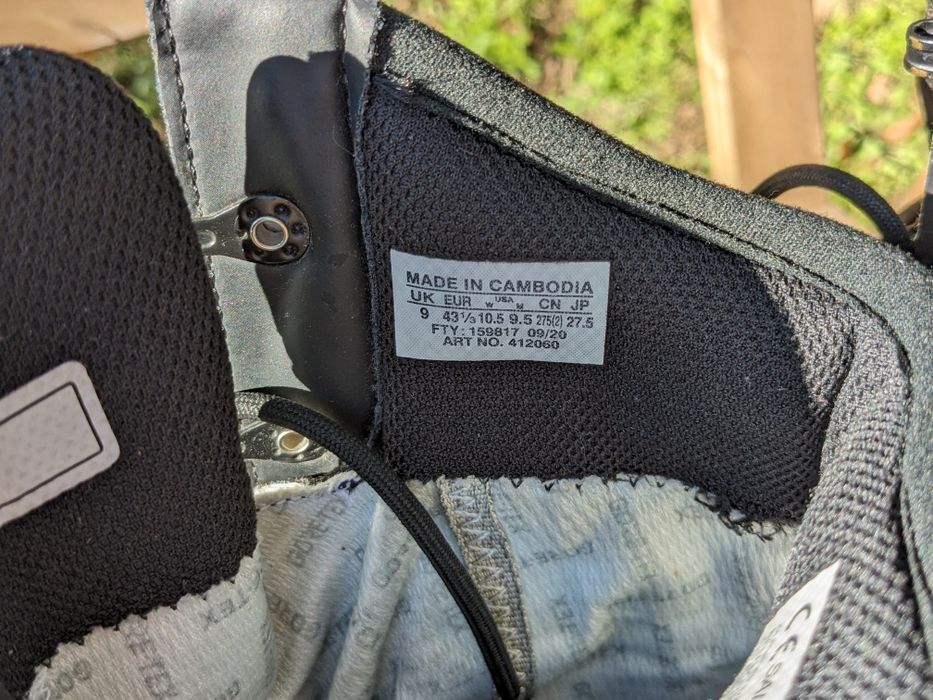 MADE IN CAMBODIA
UK EUR W USA M CN JP
9 43⅓ 10.5 9.5 275(2) 27.5
FTY: 159817 09/20
ART NO. 412060
CE